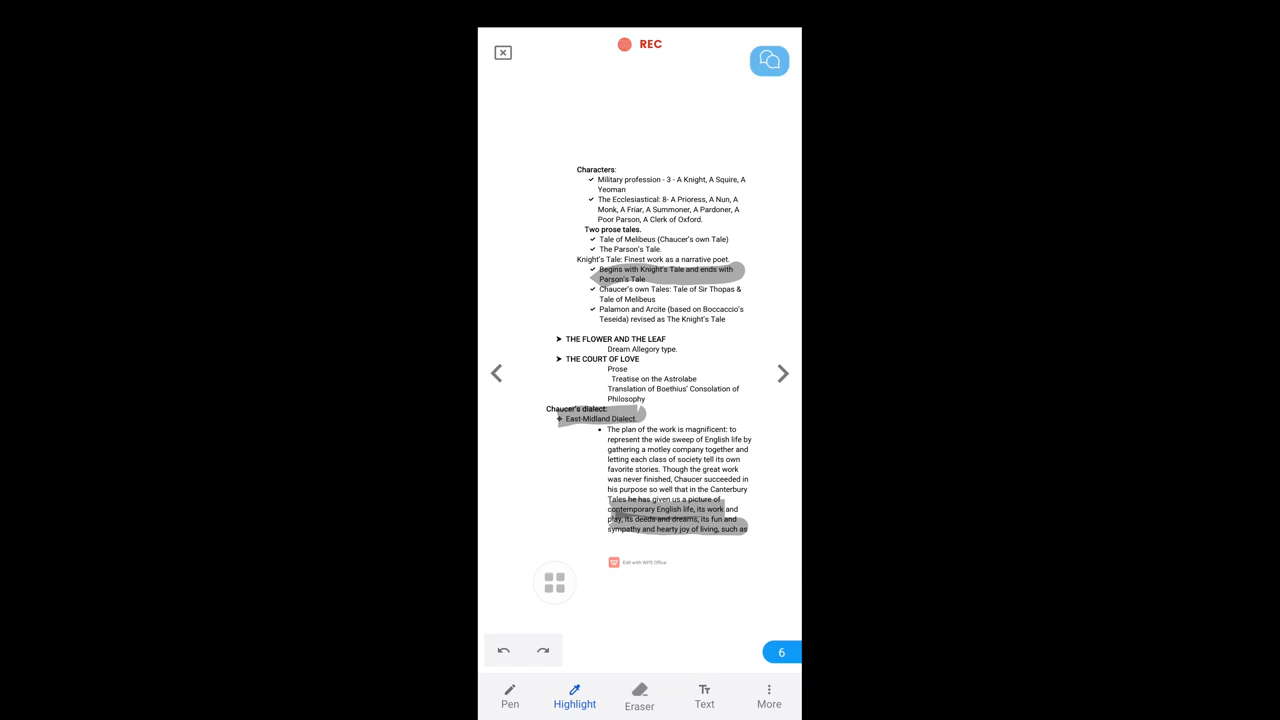 REC
Characters:
Military profession - 3 - A Knight, A Squire, A
Yeoman
The Ecclesiastical: 8- A Prioress, A Nun, A
Monk, A Friar, A Summoner, A Pardoner, A
Poor Parson, A Clerk of Oxford.
Two prose tales.
Tale of Melibeus (Chaucer's own Tale)
The Parson's Tale.
Knight's Tale: Finest work as a narrative poet.
Begins with Knight's Tale and ends with
Parson's Tale
Chaucer's own Tales: Tale of Sir Thopas &
Tale of Melibeus
Palamon and Arcite (based on Boccaccio's
Teseida) revised as The Knight's Tale
THE FLOWER AND THE LEAF
Dream Allegory type.
THE COURT OF LOVE
Prose
Treatise on the Astrolabe
Translation of Boethius' Consolation of
Philosophy
Chaucer's dialect:
East-Midland Dialect.
The plan of the work is magnificent: to
represent the wide sweep of English life by
gathering a motley company together and
letting each class of society tell its own
favorite stories. Though the great work
was never finished, Chaucer succeeded in
his purpose so well that in the Canterbury
Tales he has given us a picture of
contemporary English life, its work and
play, its deeds and dreams, its fun and
sympathy and hearty joy of living, such as
Edit with WPS Office
6
Pen
Highlight
Eraser
Text
More